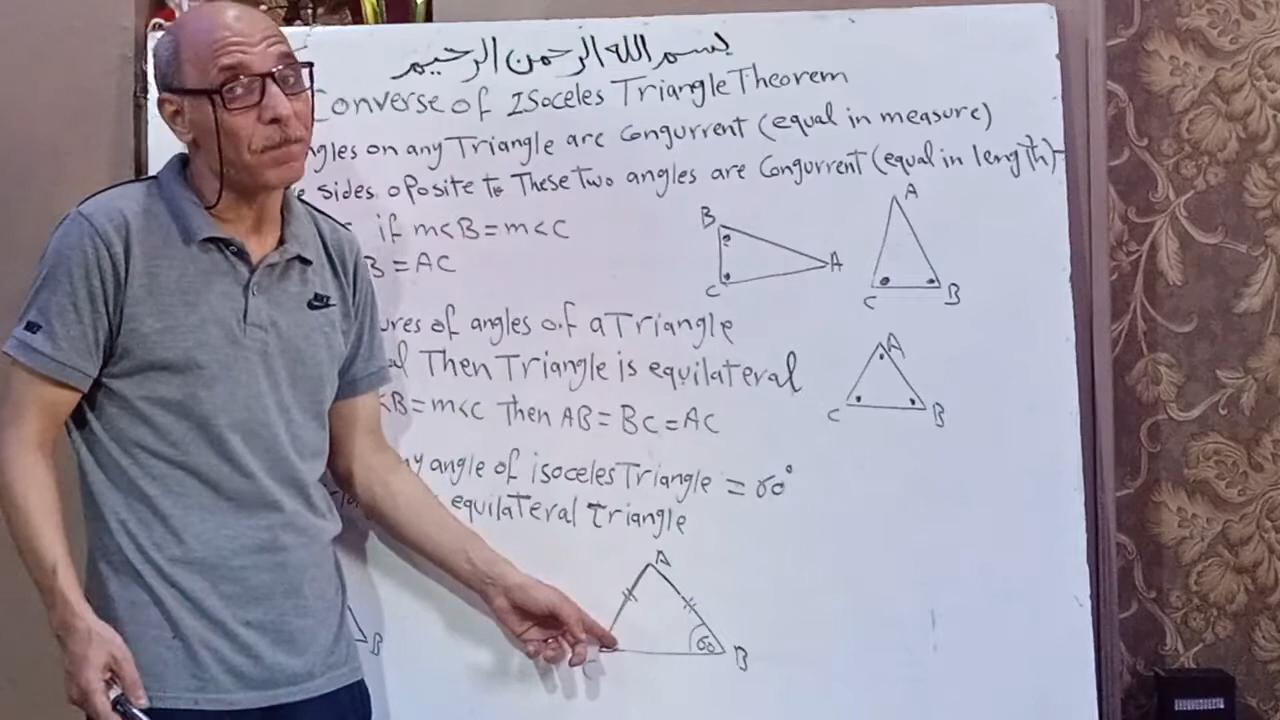 بسم الله الرحمن الرحيم
Converse of Isoceles Triangle Theorem
ngles on any Triangle are Congurrent (equal in measure)
sides oposite to These two angles are Congurrent (equal in length)
if m<B = m<C
B = AC
ures of angles of a Triangle
Then Triangle is equilateral
<B = m<C Then AB = BC = AC
ny angle of isoceles Triangle = 60°
equilateral triangle
B
C
A
A
C
B
A
C
B
A
60
B
C
B